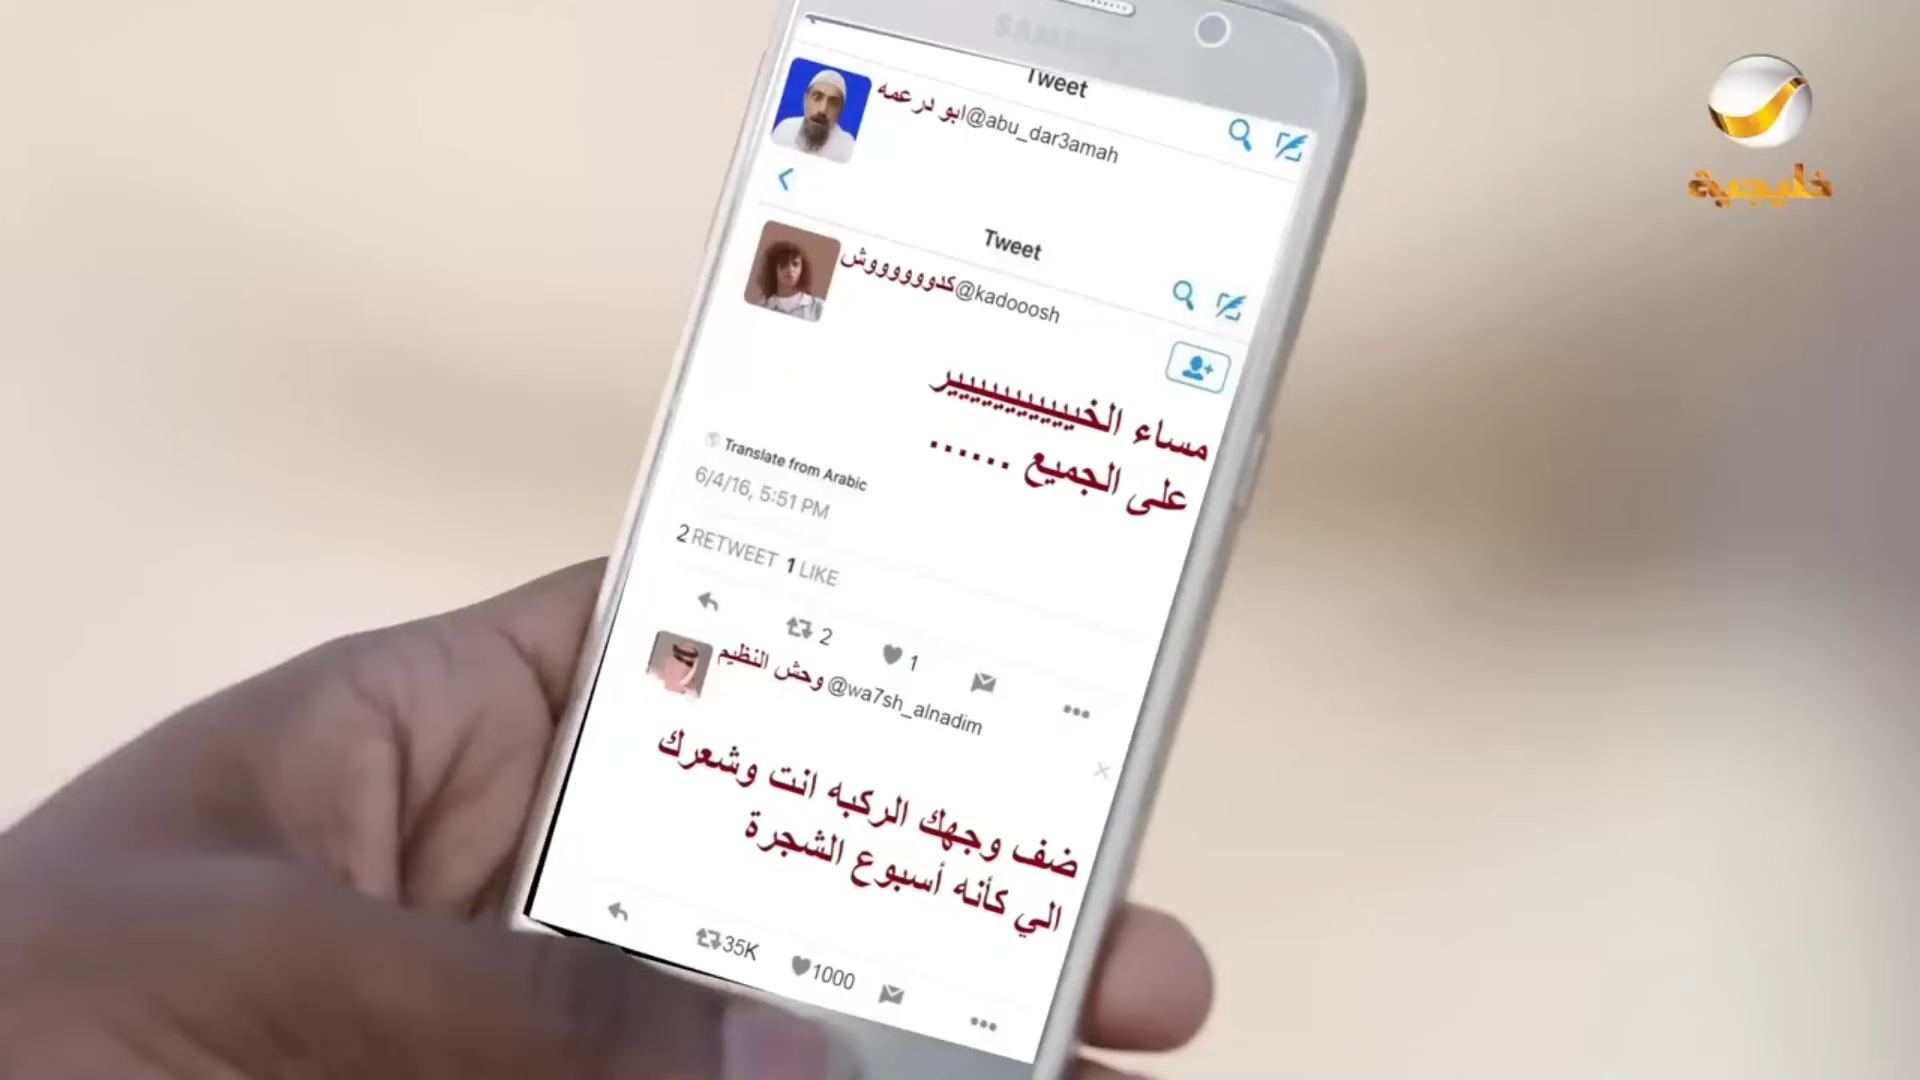 SAMSUNG
خليجية
Tweet
ابو درعمه@abu_dar3amah
Tweet
كدوووووووش@kadooosh
مساء الخيييييييييييير
على الجميع ......
Translate from Arabic
6/4/16, 5:51 PM
2 RETWEET 1 LIKE
2 1
وحش النظيم @wa7sh_alnadim
ضف وجهك الركبه انت وشعرك
الي كأنه أسبوع الشجرة
35K 1000